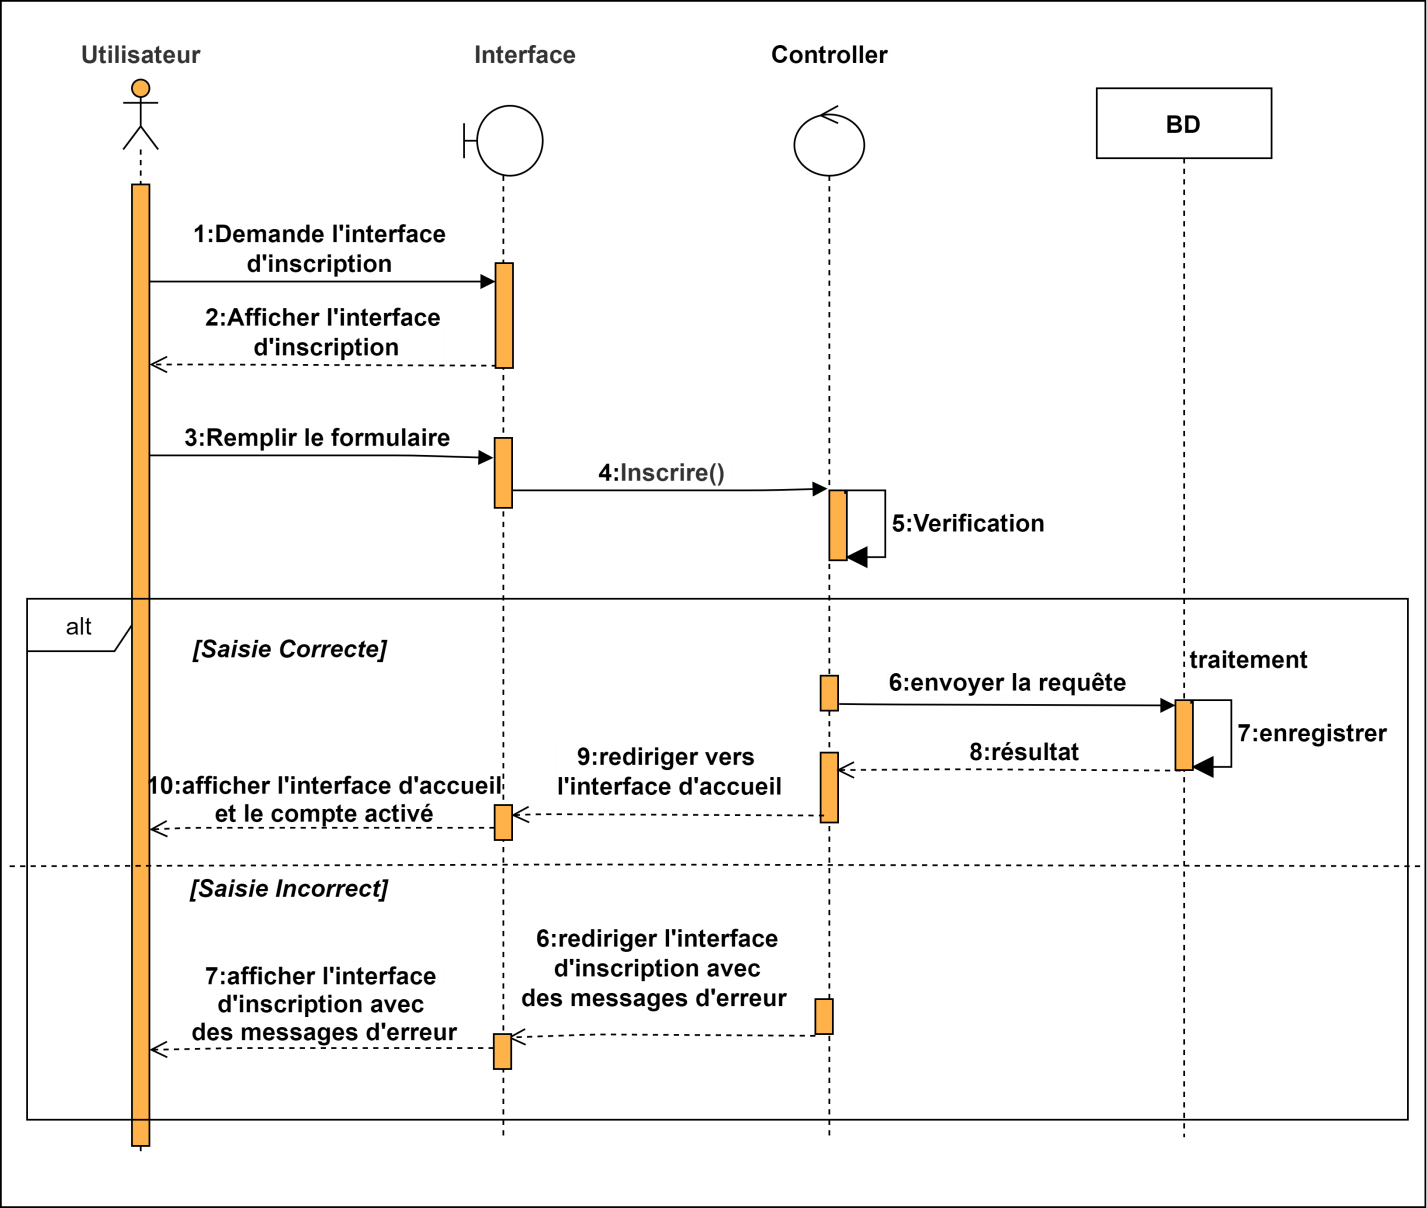 Utilisateur
Interface
Controller
BD
1:Demande l'interface
d'inscription
2:Afficher l'interface
d'inscription
3:Remplir le formulaire
4:Inscrire()
5:Verification
alt
[Saisie Correcte]
traitement
6:envoyer la requête
7:enregistrer
8:résultat
9:rediriger vers
l'interface d'accueil
10:afficher l'interface d'accueil
et le compte activé
[Saisie Incorrect]
6:rediriger l'interface
d'inscription avec
des messages d'erreur
7:afficher l'interface
d'inscription avec
des messages d'erreur